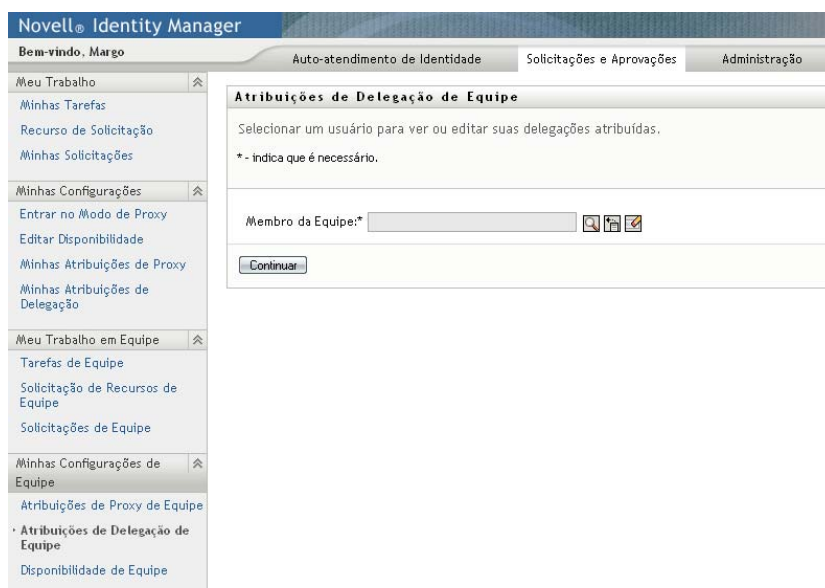 Novell® Identity Manager
Bem-vindo, Margo
Auto-atendimento de Identidade
Solicitações e Aprovações
Administração
Meu Trabalho
Minhas Tarefas
Recurso de Solicitação
Minhas Solicitações
Minhas Configurações
Entrar no Modo de Proxy
Editar Disponibilidade
Minhas Atribuições de Proxy
Minhas Atribuições de
Delegação
Meu Trabalho em Equipe
Tarefas de Equipe
Solicitação de Recursos de
Equipe
Solicitações de Equipe
Minhas Configurações de
Equipe
Atribuições de Proxy de Equipe
Atribuições de Delegação de
Equipe
Disponibilidade de Equipe
Atribuições de Delegação de Equipe
Selecionar um usuário para ver ou editar suas delegações atribuídas.
* - indica que é necessário.
Membro da Equipe:*
Continuar